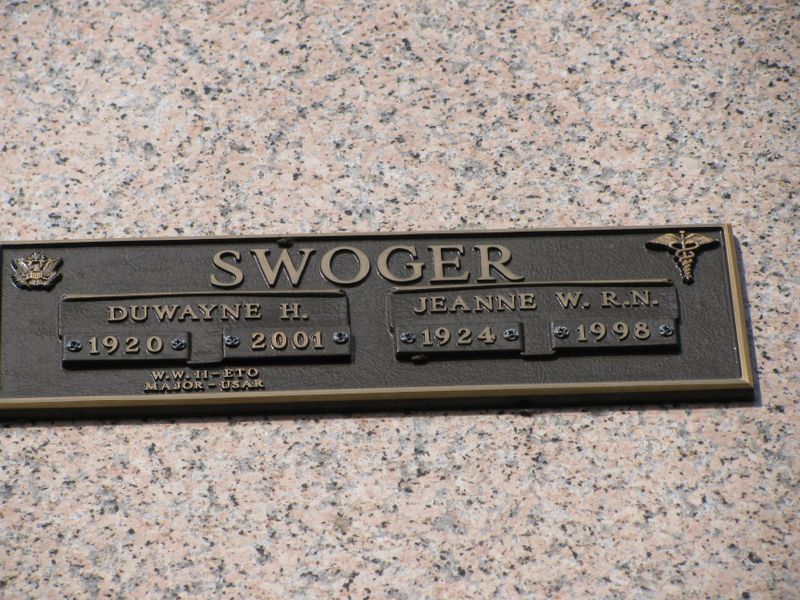 SWOGER
DUWAYNE H.
1920 2001
W.W. II - ETO
MAJOR - USAR
JEANNE W. R.N.
1924 1998